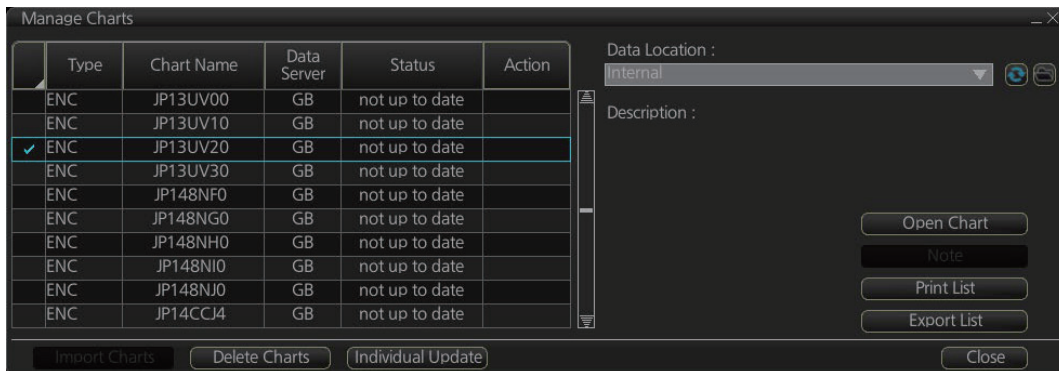 Manage Charts
Type Chart Name Data Server Status Action
ENC JP13UV00 GB not up to date
ENC JP13UV10 GB not up to date
ENC JP13UV20 GB not up to date
ENC JP13UV30 GB not up to date
ENC JP148NF0 GB not up to date
ENC JP148NG0 GB not up to date
ENC JP148NH0 GB not up to date
ENC JP148NI0 GB not up to date
ENC JP148NJ0 GB not up to date
ENC JP14CCJ4 GB not up to date
Data Location :
Internal
Description :
Open Chart
Note
Print List
Export List
Import Charts Delete Charts Individual Update Close